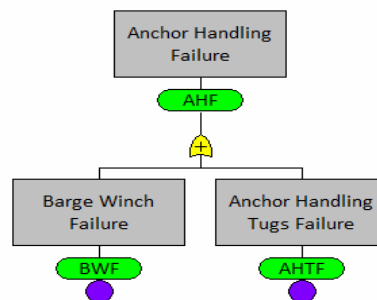 Anchor Handling
Failure
AHF
+
Barge Winch
Failure
Anchor Handling
Tugs Failure
BWF
AHTF